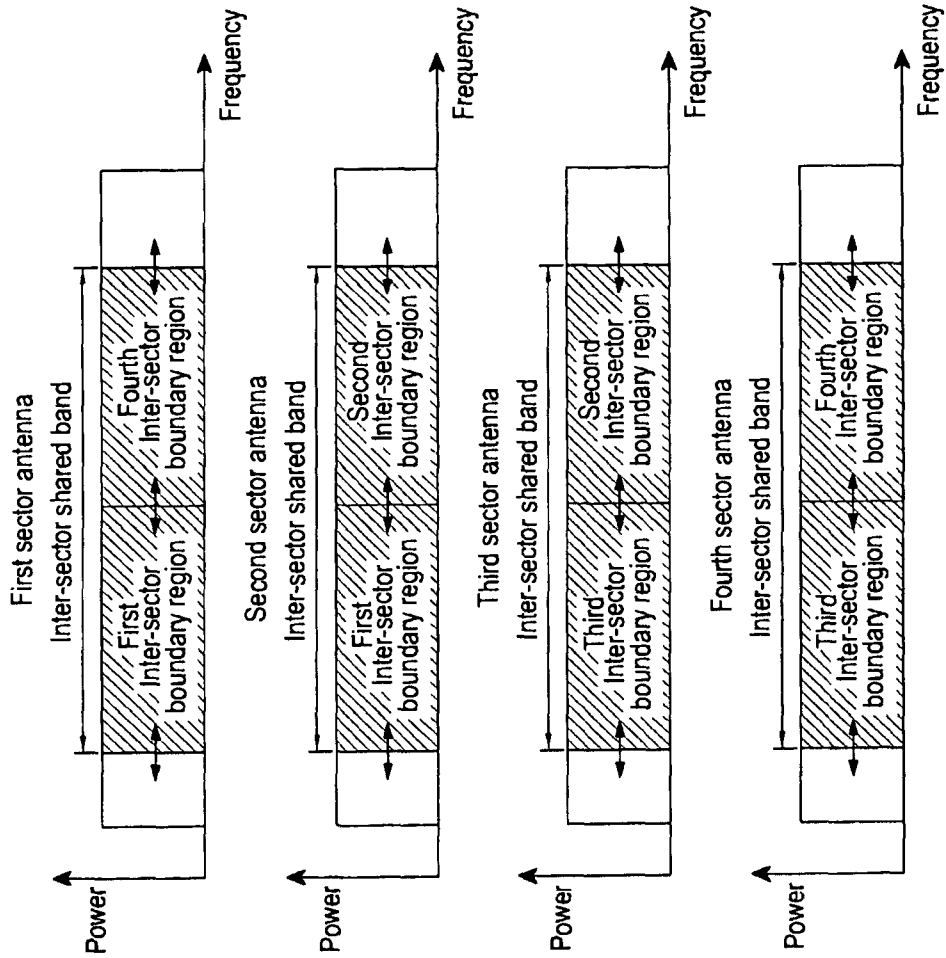 First sector antenna
Inter-sector shared band
Power
First
Inter-sector
boundary region
Fourth
Inter-sector
boundary region
Frequency
Second sector antenna
Inter-sector shared band
Power
First
Inter-sector
boundary region
Second
Inter-sector
boundary region
Frequency
Third sector antenna
Inter-sector shared band
Power
Third
Inter-sector
boundary region
Second
Inter-sector
boundary region
Frequency
Fourth sector antenna
Inter-sector shared band
Power
Third
Inter-sector
boundary region
Fourth
Inter-sector
boundary region
Frequency